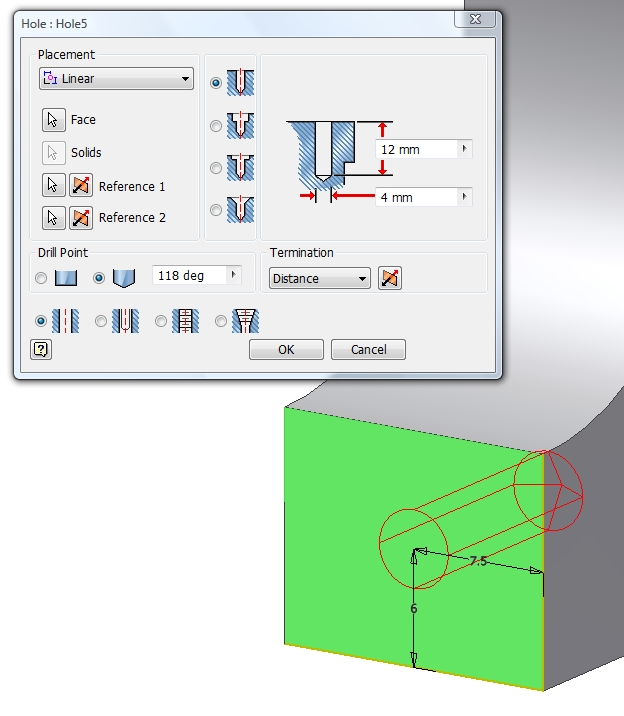 Hole : Hole5
Placement
Linear
Face
Solids
Reference 1
Reference 2
12 mm
4 mm
Drill Point
118 deg
Termination
Distance
OK
Cancel
7.5
6